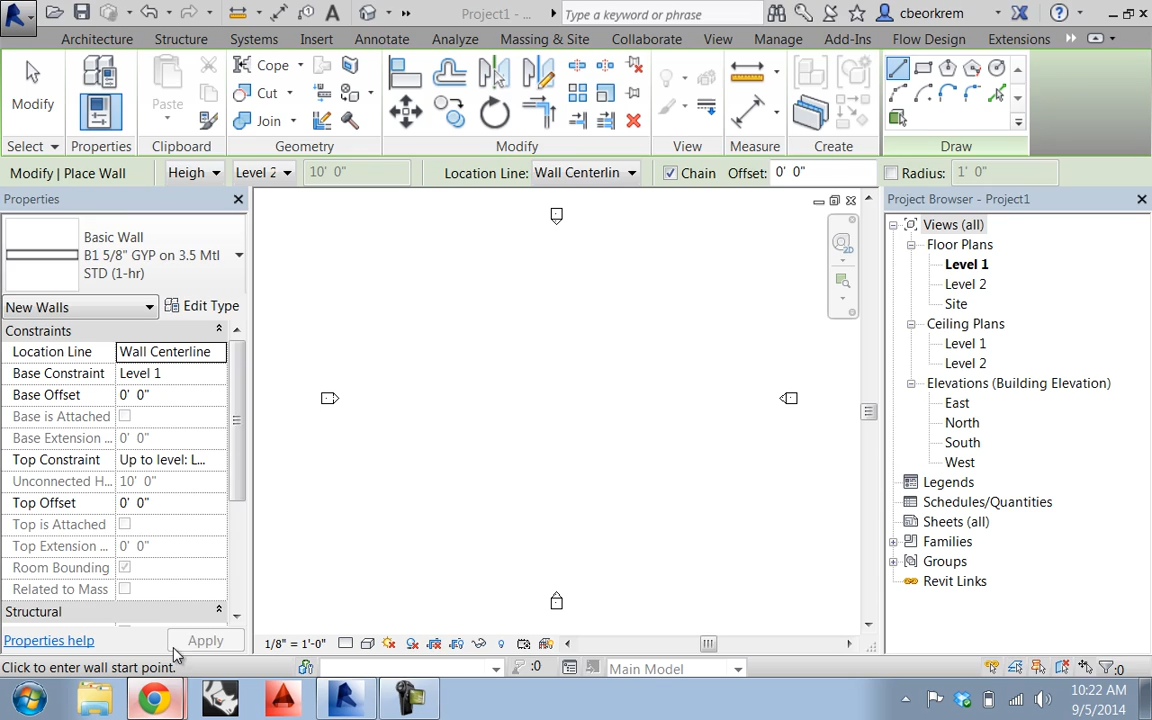 Project1 - ...
Type a keyword or phrase
cbeorkrem
Architecture Structure Systems Insert Annotate Analyze Massing & Site Collaborate View Manage Add-Ins Flow Design Extensions
Modify
Paste
Cope
Cut
Join
Select Properties Clipboard Geometry Modify View Measure Create Draw
Modify | Place Wall Heigh Level 2 10' 0" Location Line: Wall Centerlin Chain Offset: 0' 0" Radius: 1' 0"
Properties
Basic Wall
B1 5/8" GYP on 3.5 Mtl
STD (1-hr)
New Walls Edit Type
Constraints
Location Line Wall Centerline
Base Constraint Level 1
Base Offset 0' 0"
Base is Attached
Base Extension ... 0' 0"
Top Constraint Up to level: L...
Unconnected H... 10' 0"
Top Offset 0' 0"
Top is Attached
Top Extension ... 0' 0"
Room Bounding
Related to Mass
Structural
Properties help Apply
2D
Project Browser - Project1
Views (all)
Floor Plans
Level 1
Level 2
Site
Ceiling Plans
Level 1
Level 2
Elevations (Building Elevation)
East
North
South
West
Legends
Schedules/Quantities
Sheets (all)
Families
Groups
Revit Links
1/8" = 1'-0"
Click to enter wall start point.
:0
Main Model
:0
10:22 AM
9/5/2014